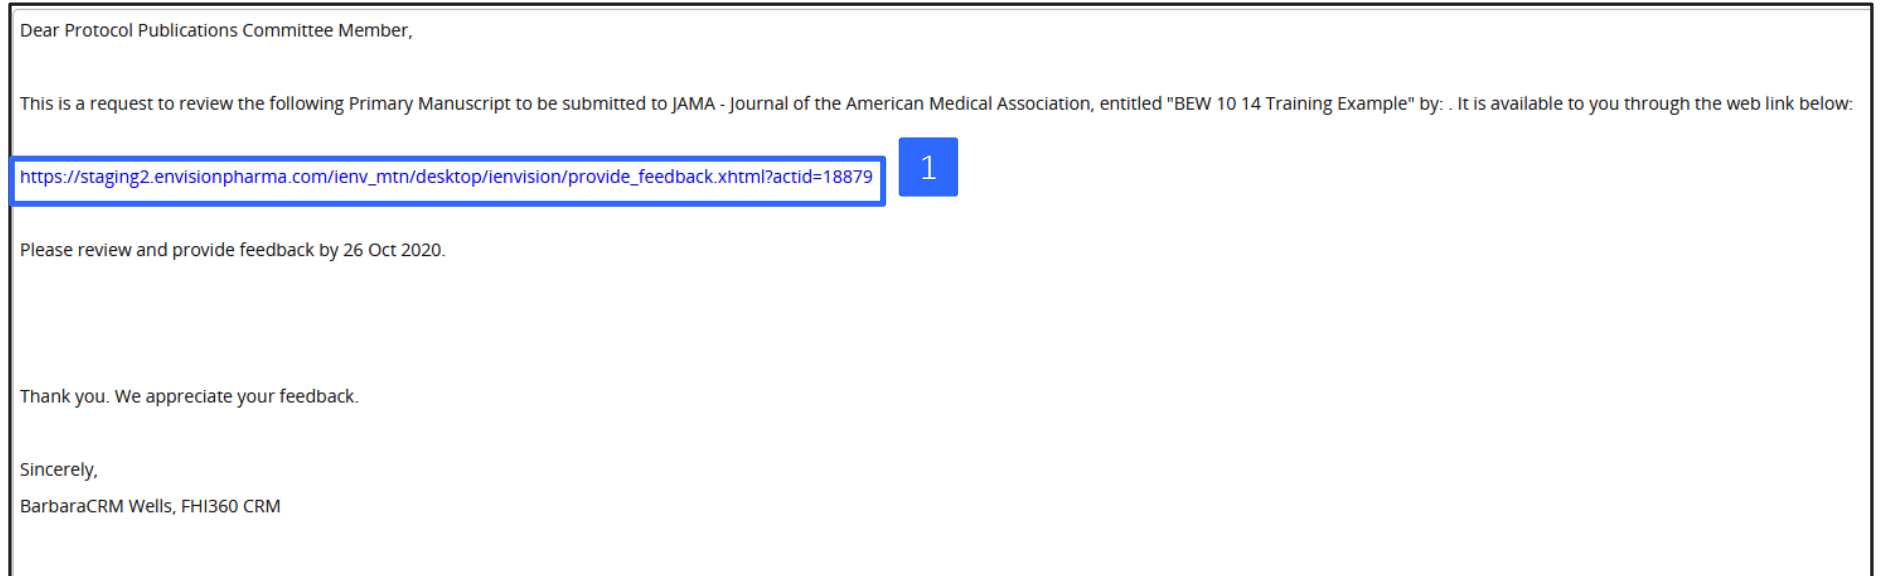 Dear Protocol Publications Committee Member,
This is a request to review the following Primary Manuscript to be submitted to JAMA - Journal of the American Medical Association, entitled "BEW 10 14 Training Example" by: . It is available to you through the web link below:
https://staging2.envisionpharma.com/ienv_mtn/desktop/ienvision/provide_feedback.xhtml?actid=18879
1
Please review and provide feedback by 26 Oct 2020.
Thank you. We appreciate your feedback.
Sincerely,
BarbaraCRM Wells, FHI360 CRM